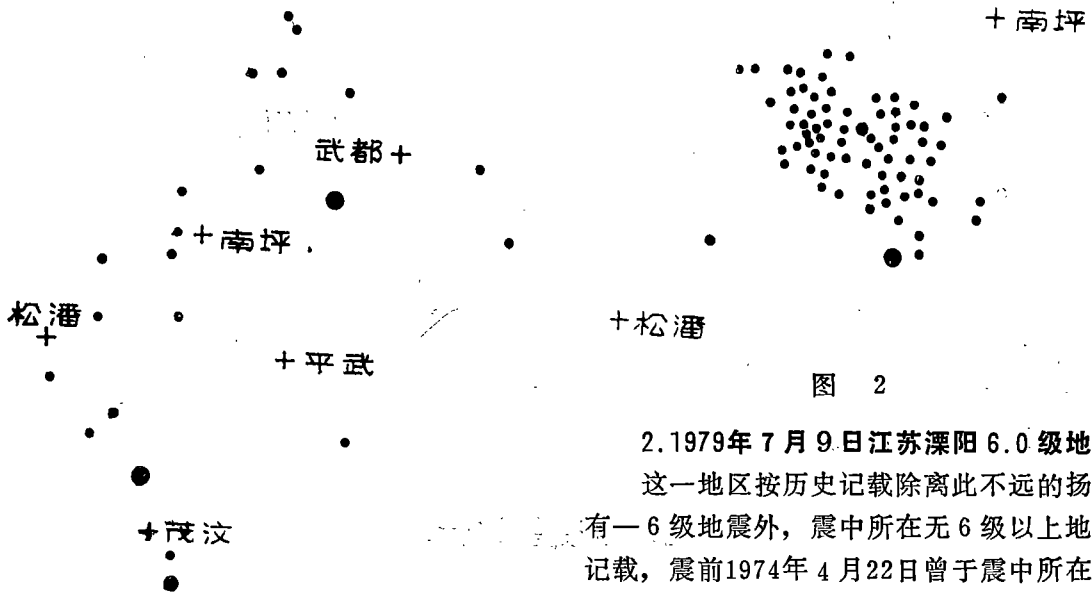 武都
南坪
松潘
平武
茂汶
南坪
松潘
图 2
2.1979年7月9日江苏溧阳6.0级地
这一地区按历史记载除离此不远的扬
有一6级地震外，震中所在无6级以上地
记载，震前1974年4月22日曾于震中所在